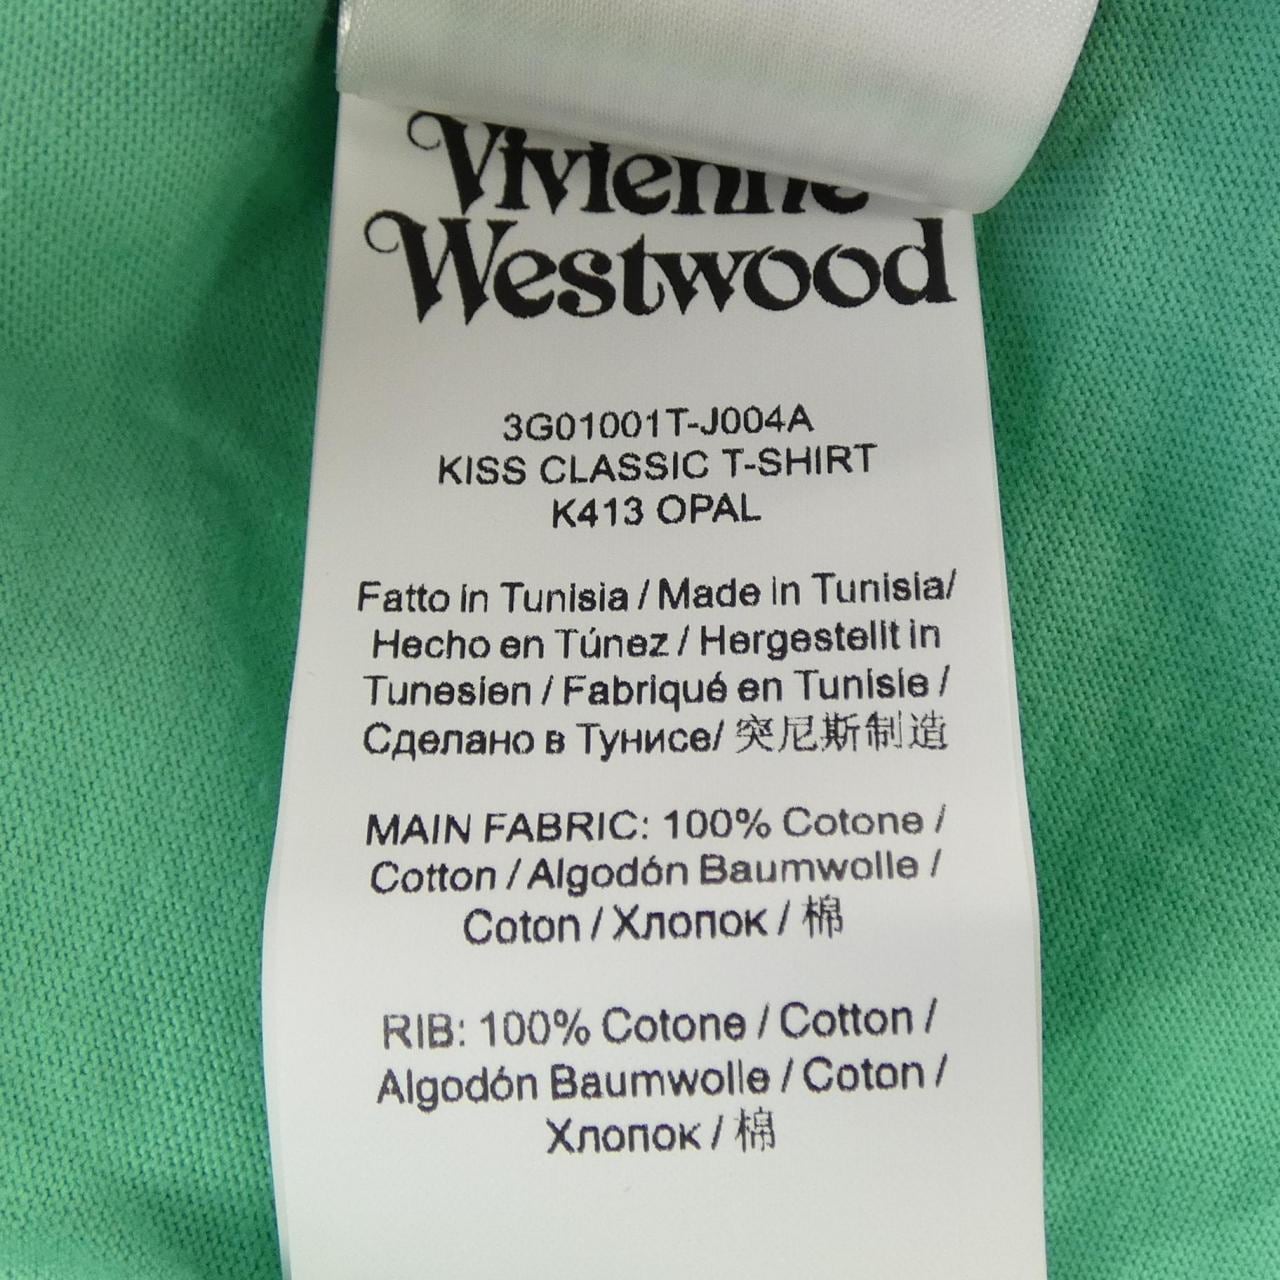 Vivienne
Westwood
3G01001T-J004A
KISS CLASSIC T-SHIRT
K413 OPAL
Fatto in Tunisia / Made in Tunisia/
Hecho en Túnez / Hergestellt in
Tunesien / Fabriqué en Tunisie /
Сделано в Тунисе/ 突尼斯制造
MAIN FABRIC: 100% Cotone /
Cotton / Algodón Baumwolle /
Coton / Хлопок / 棉
RIB: 100% Cotone / Cotton /
Algodón Baumwolle / Coton /
Хлопок / 棉